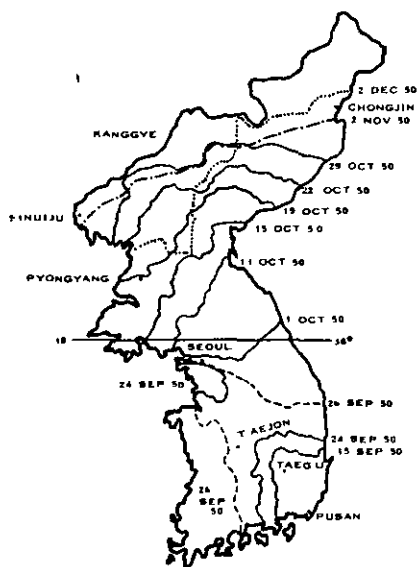 2 DEC 50
CHONGJIN
2 NOV 50
KANGGYE
29 OCT 50
22 OCT 50
SINUIJU
19 OCT 50
15 OCT 50
11 OCT 50
PYONGYANG
1 OCT 50
SEOUL
38°
24 SEP 50
26 SEP 50
TAEJON
24 SEP 50
15 SEP 50
TAEGU
26
SEP
50
PUSAN